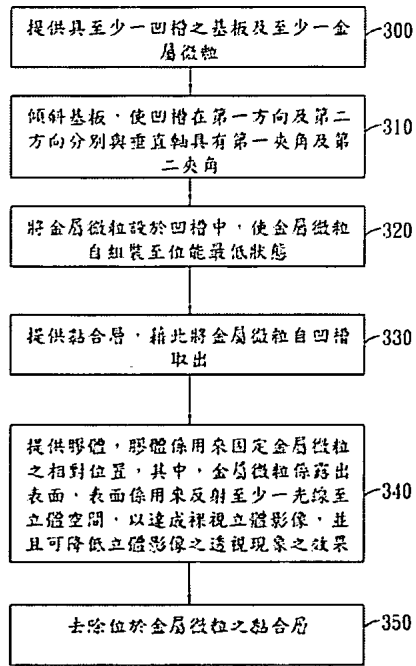 提供具至少一凹槽之基板及至少一金
屬微粒
300
傾斜基板,使凹槽在第一方向及第二
方向分別與垂直軸具有第一夾角及第
二夾角
310
將金屬微粒設於凹槽中,使金屬微粒
自組裝至位能最低狀態
320
提供黏合層,藉此將金屬微粒自凹槽
取出
330
提供膠體,膠體係用來固定金屬微粒
之相對位置,其中,金屬微粒係露出
表面,表面係用來反射至少一光線至
立體空間,以達成裸視立體影像,並
且可降低立體影像之透視現象之效果
340
去除位於金屬微粒之黏合層
350